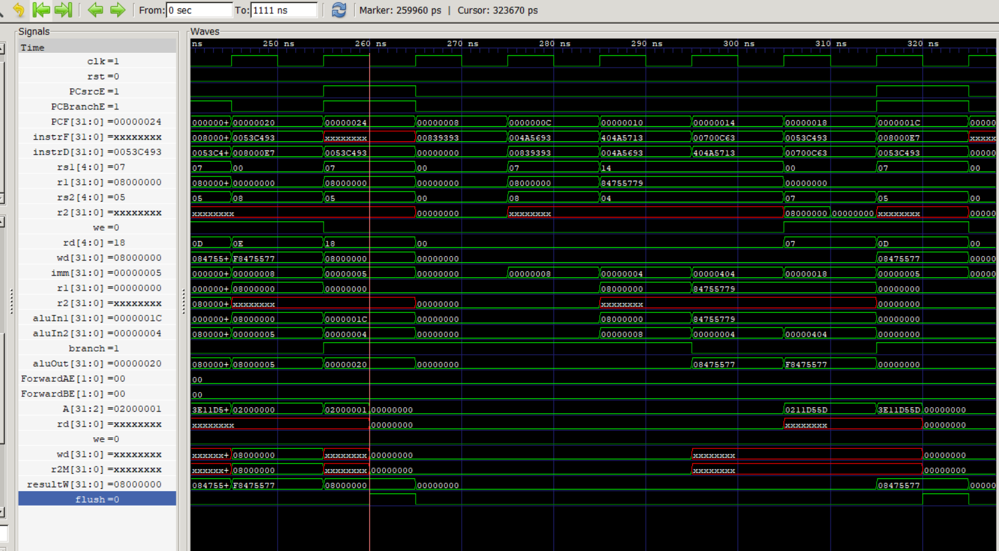 From: 0 sec To: 1111 ns Marker: 259960 ps | Cursor: 323670 ps
Signals Waves
Time ns 250 ns 260 ns 270 ns 280 ns 290 ns 300 ns 310 ns 320 ns
clk =1
rst =0
PCsrcE =1
PCBranchE =1
PCF[31:0] =00000024 000000+ 00000020 00000024 00000008 0000000C 00000010 00000014 00000018 0000001C 00000
instrF[31:0] =xxxxxxxx 008000+ 0053C493 xxxxxxxx 00839393 004A5693 404A5713 00700C63 0053C493 008000E7 xxxxx
instrD[31:0] =0053C493 0053C4+ 008000E7 0053C493 00000000 00839393 004A5693 404A5713 00700C63 0053C493 00000
rs1[4:0] =07 07 00 07 00 07 14 00 07 00
r1[31:0] =08000000 080000+ 00000000 08000000 00000000 08000000 84755779 00000000
rs2[4:0] =05 05 08 05 00 08 04 07 05 00
r2[31:0] =xxxxxxxx xxxxxxxx 00000000 xxxxxxxx 08000000 00000000 xxxxxxxx 00000
we =0
rd[4:0] =18 0D 0E 18 00 07 0D 00
wd[31:0] =08000000 084755+ F8475577 08000000 00000000 08475577 00000
imm[31:0] =00000005 000000+ 00000008 00000005 00000000 00000008 00000004 00000404 00000018 00000005 00000
r1[31:0] =00000000 000000+ 08000000 00000000 08000000 84755779 00000000
r2[31:0] =xxxxxxxx 080000+ xxxxxxxx 00000000 xxxxxxxx 00000000
aluIn1[31:0] =0000001C 000000+ 08000000 0000001C 00000000 08000000 84755779 00000000
aluIn2[31:0] =00000004 080000+ 00000005 00000004 00000000 00000008 00000004 00000404 00000000
branch =1
aluOut[31:0] =00000020 080000+ 08000005 00000020 00000000 08475577 F8475577 00000000
ForwardAE[1:0] =00 00
ForwardBE[1:0] =00 00
A[31:2] =02000001 3E11D5+ 02000000 02000001 00000000 0211D55D 3E11D55D 00000000
rd[31:0] =xxxxxxxx xxxxxxxx 00000000 xxxxxxxx 00000000
we =0
wd[31:0] =xxxxxxxx xxxxxx+ 08000000 xxxxxxxx 00000000 xxxxxxxx 00000000
r2M[31:0] =xxxxxxxx xxxxxx+ 08000000 xxxxxxxx 00000000 xxxxxxxx 00000000
resultW[31:0] =08000000 084755+ F8475577 08000000 00000000 08475577 00000
flush =0